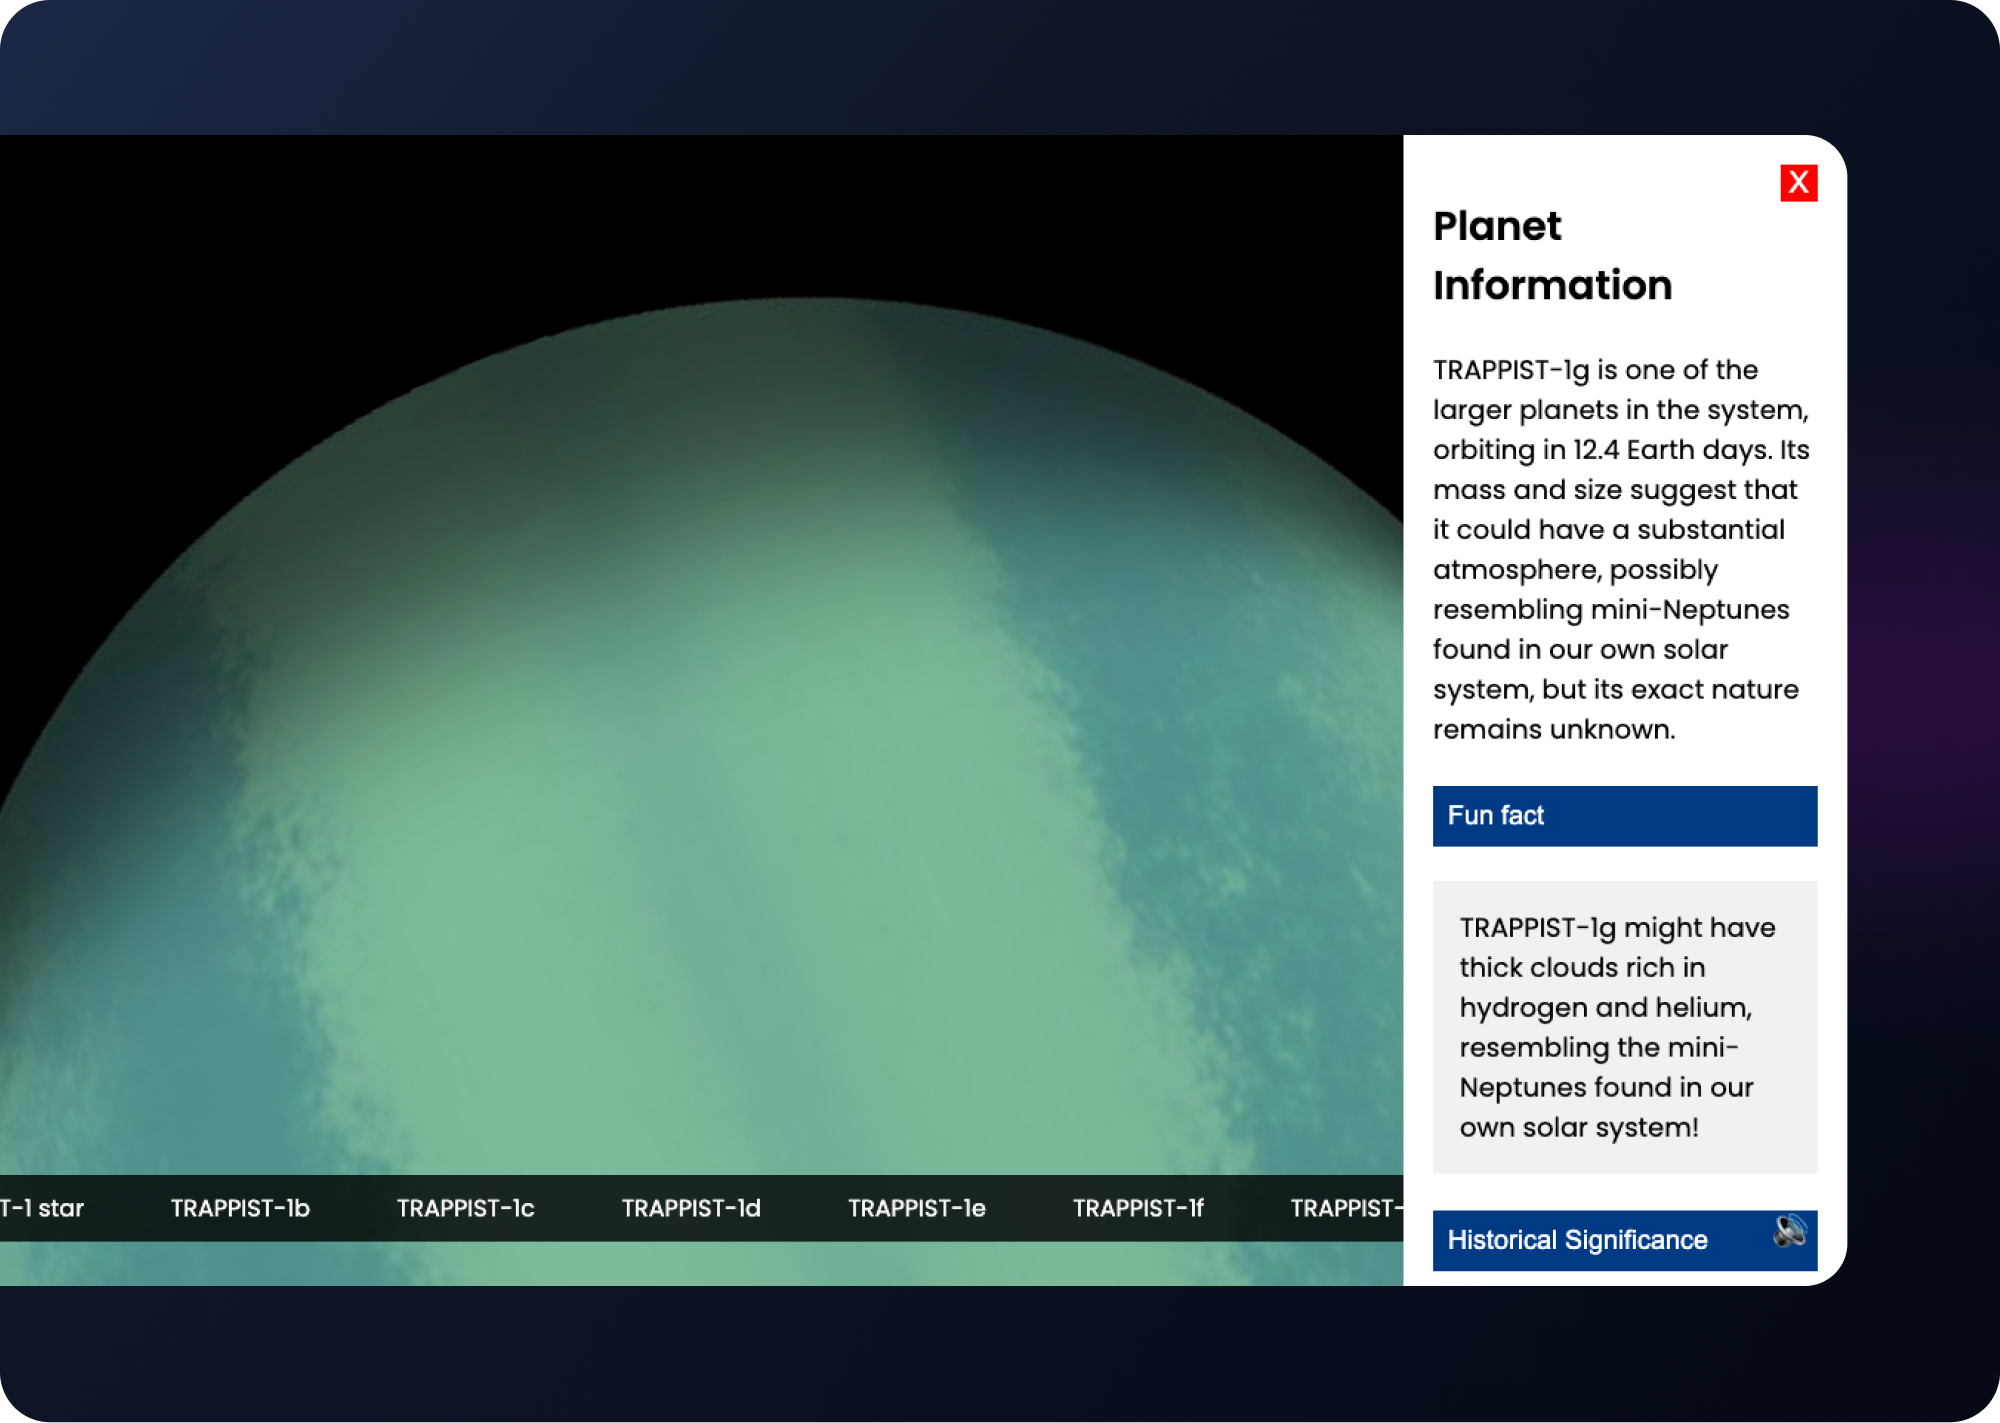 X
Planet
Information
TRAPPIST-1g is one of the
larger planets in the system,
orbiting in 12.4 Earth days. Its
mass and size suggest that
it could have a substantial
atmosphere, possibly
resembling mini-Neptunes
found in our own solar
system, but its exact nature
remains unknown.
Fun fact
TRAPPIST-1g might have
thick clouds rich in
hydrogen and helium,
resembling the mini-
Neptunes found in our
own solar system!
T-1 star TRAPPIST-1b TRAPPIST-1c TRAPPIST-1d TRAPPIST-1e TRAPPIST-1f TRAPPIST-
Historical Significance